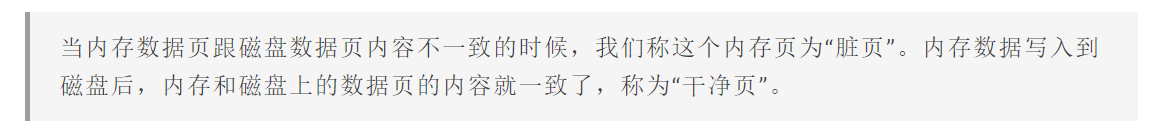 当内存数据页跟磁盘数据页内容不一致的时候，我们称这个内存页为“脏页”。内存数据写入到
磁盘后，内存和磁盘上的数据页的内容就一致了，称为“干净页”。